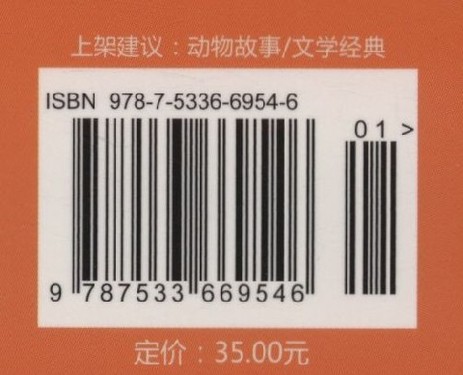 上架建议：动物故事/文学经典
ISBN 978-7-5336-6954-6
01 >
9 787533 669546
定价：35.00元